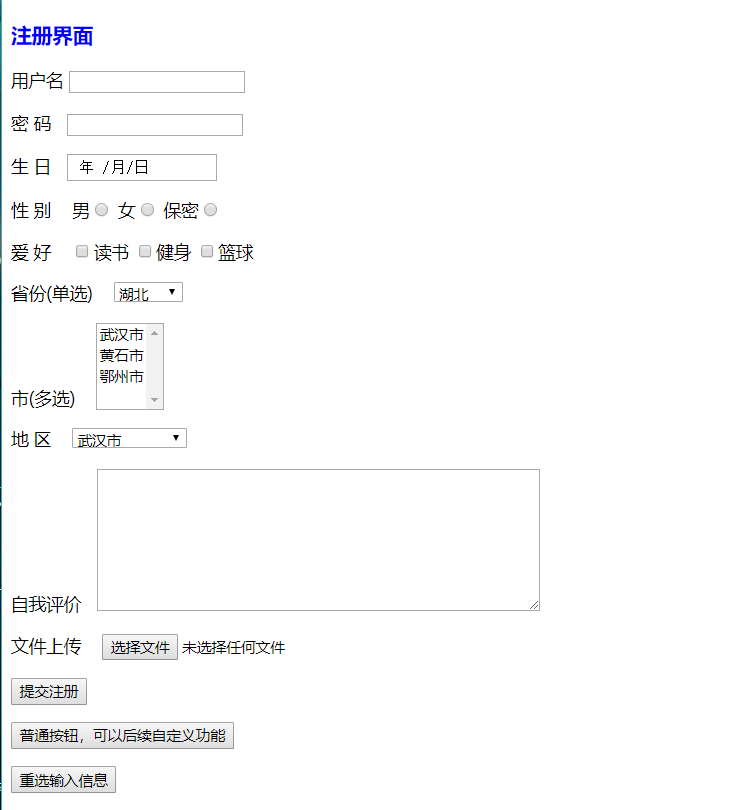 注册界面
用户名
密 码
生 日 年 /月/日
性 别 男 女 保密
爱 好 读书 健身 篮球
省份(单选) 湖北
武汉市
黄石市
鄂州市
市(多选)
地 区 武汉市
自我评价
文件上传 选择文件 未选择任何文件
提交注册
普通按钮，可以后续自定义功能
重选输入信息